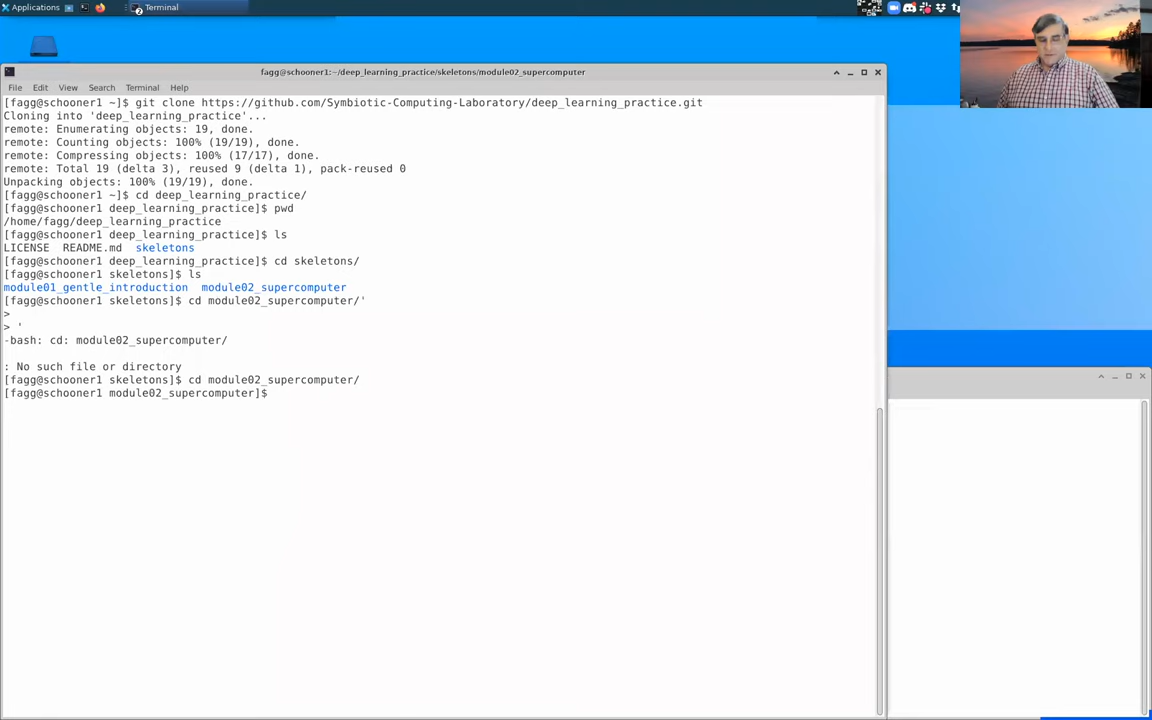 Applications
Terminal
2
fagg@schooner1:~/deep_learning_practice/skeletons/module02_supercomputer
File Edit View Search Terminal Help
[fagg@schooner1 ~]$ git clone https://github.com/Symbiotic-Computing-Laboratory/deep_learning_practice.git
Cloning into 'deep_learning_practice'...
remote: Enumerating objects: 19, done.
remote: Counting objects: 100% (19/19), done.
remote: Compressing objects: 100% (17/17), done.
remote: Total 19 (delta 3), reused 9 (delta 1), pack-reused 0
Unpacking objects: 100% (19/19), done.
[fagg@schooner1 ~]$ cd deep_learning_practice/
[fagg@schooner1 deep_learning_practice]$ pwd
/home/fagg/deep_learning_practice
[fagg@schooner1 deep_learning_practice]$ ls
LICENSE  README.md  skeletons
[fagg@schooner1 deep_learning_practice]$ cd skeletons/
[fagg@schooner1 skeletons]$ ls
module01_gentle_introduction  module02_supercomputer
[fagg@schooner1 skeletons]$ cd module02_supercomputer/'
>
> '
-bash: cd: module02_supercomputer/
: No such file or directory
[fagg@schooner1 skeletons]$ cd module02_supercomputer/
[fagg@schooner1 module02_supercomputer]$